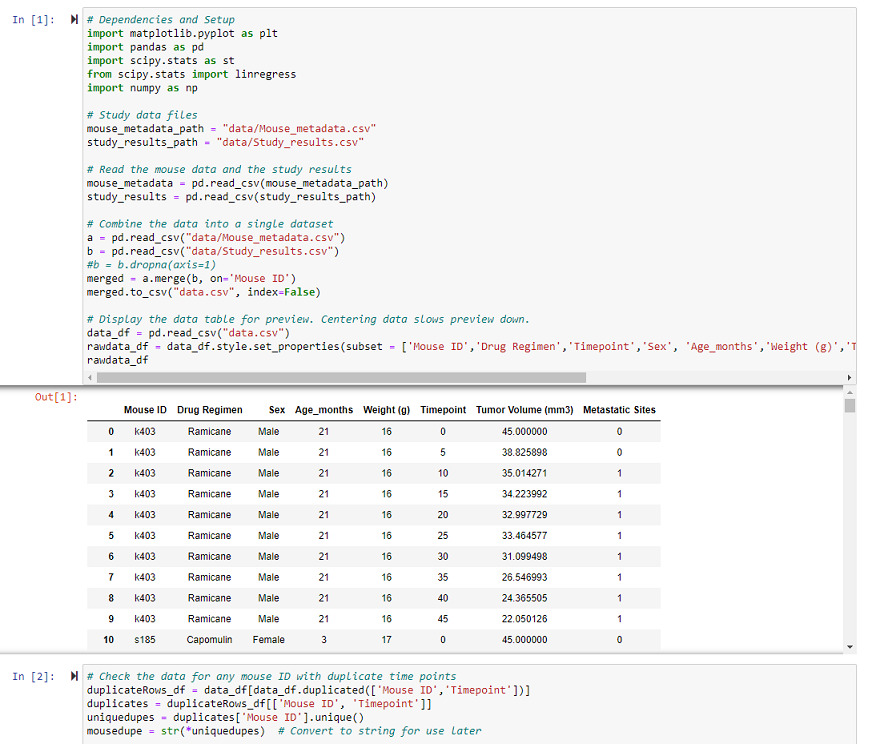 In [1]:
# Dependencies and Setup
import matplotlib.pyplot as plt
import pandas as pd
import scipy.stats as st
from scipy.stats import linregress
import numpy as np
# Study data files
mouse_metadata_path = "data/Mouse_metadata.csv"
study_results_path = "data/Study_results.csv"
# Read the mouse data and the study results
mouse_metadata = pd.read_csv(mouse_metadata_path)
study_results = pd.read_csv(study_results_path)
# Combine the data into a single dataset
a = pd.read_csv("data/Mouse_metadata.csv")
b = pd.read_csv("data/Study_results.csv")
#b = b.dropna(axis=1)
merged = a.merge(b, on='Mouse ID')
merged.to_csv("data.csv", index=False)
# Display the data table for preview. Centering data slows preview down.
data_df = pd.read_csv("data.csv")
rawdata_df = data_df.style.set_properties(subset = ['Mouse ID','Drug Regimen','Timepoint','Sex', 'Age_months','Weight (g)','T
rawdata_df
Out[1]:
Mouse ID Drug Regimen Sex Age_months Weight (g) Timepoint Tumor Volume (mm3) Metastatic Sites
0 k403 Ramicane Male 21 16 0 45.000000 0
1 k403 Ramicane Male 21 16 5 38.825898 0
2 k403 Ramicane Male 21 16 10 35.014271 1
3 k403 Ramicane Male 21 16 15 34.223992 1
4 k403 Ramicane Male 21 16 20 32.997729 1
5 k403 Ramicane Male 21 16 25 33.464577 1
6 k403 Ramicane Male 21 16 30 31.099498 1
7 k403 Ramicane Male 21 16 35 26.546993 1
8 k403 Ramicane Male 21 16 40 24.365505 1
9 k403 Ramicane Male 21 16 45 22.050126 1
10 s185 Capomulin Female 3 17 0 45.000000 0
In [2]:
# Check the data for any mouse ID with duplicate time points
duplicateRows_df = data_df[data_df.duplicated(['Mouse ID','Timepoint'])]
duplicates = duplicateRows_df[['Mouse ID', 'Timepoint']]
uniquedupes = duplicates['Mouse ID'].unique()
mousedupe = str(*uniquedupes)  # Convert to string for use later